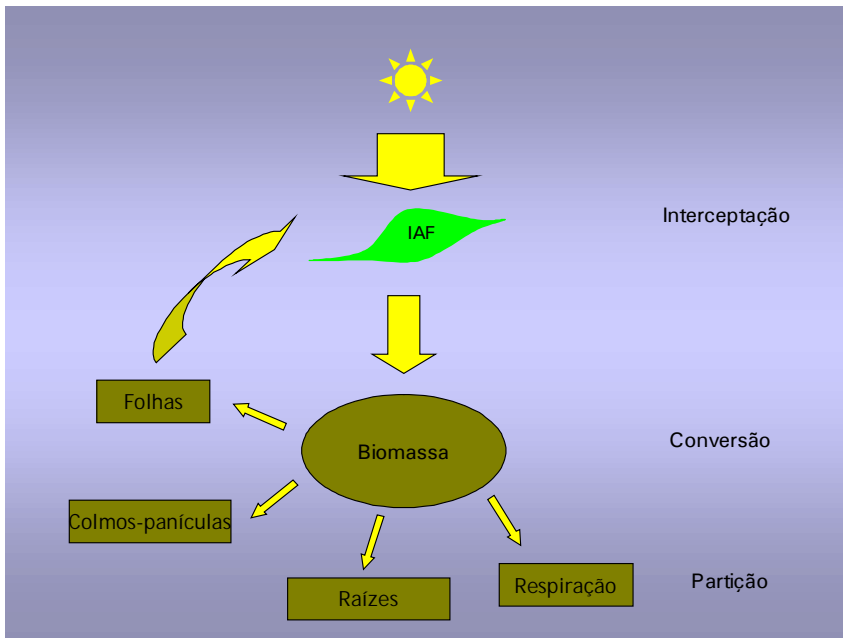 IAF
Interceptação
Folhas
Biomassa
Conversão
Colmos-panículas
Raízes
Respiração
Partição